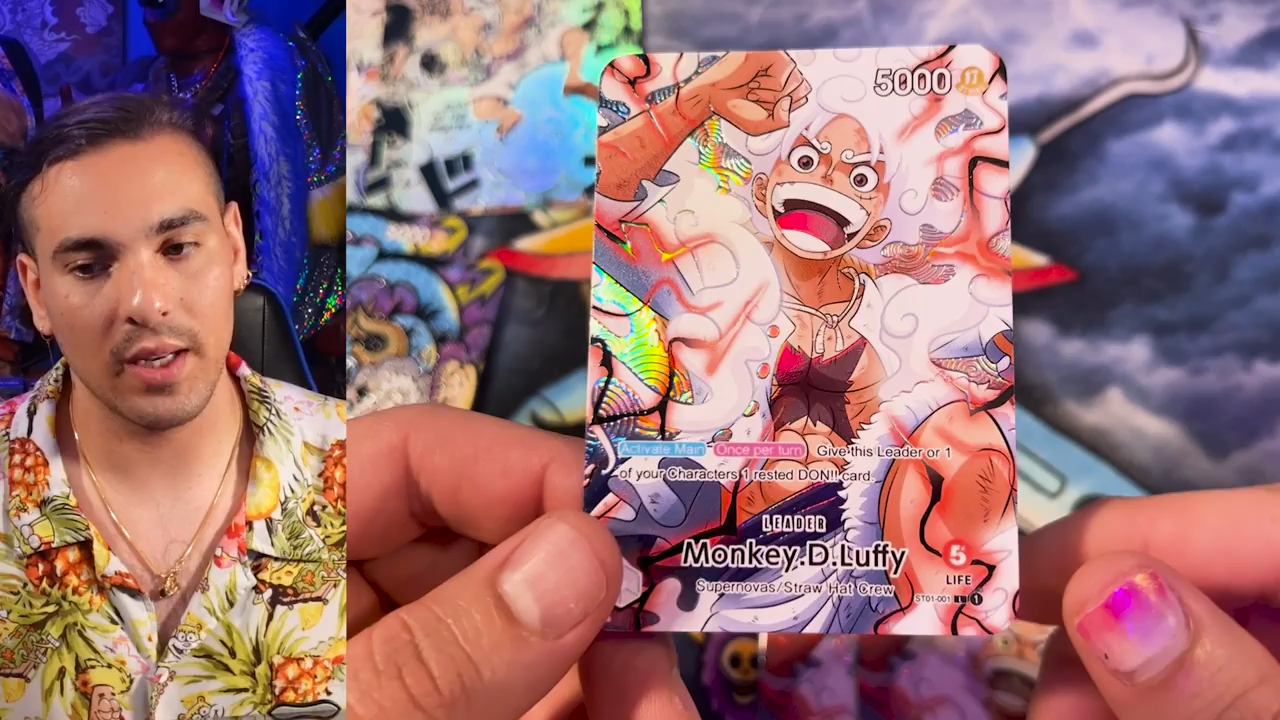 5000
Activate Main Once per turn Give this Leader or 1
of your Characters 1 rested DON!! card.
LEADER
Monkey.D.Luffy
5
LIFE
Supernovas/Straw Hat Crew
ST01-001 L 1